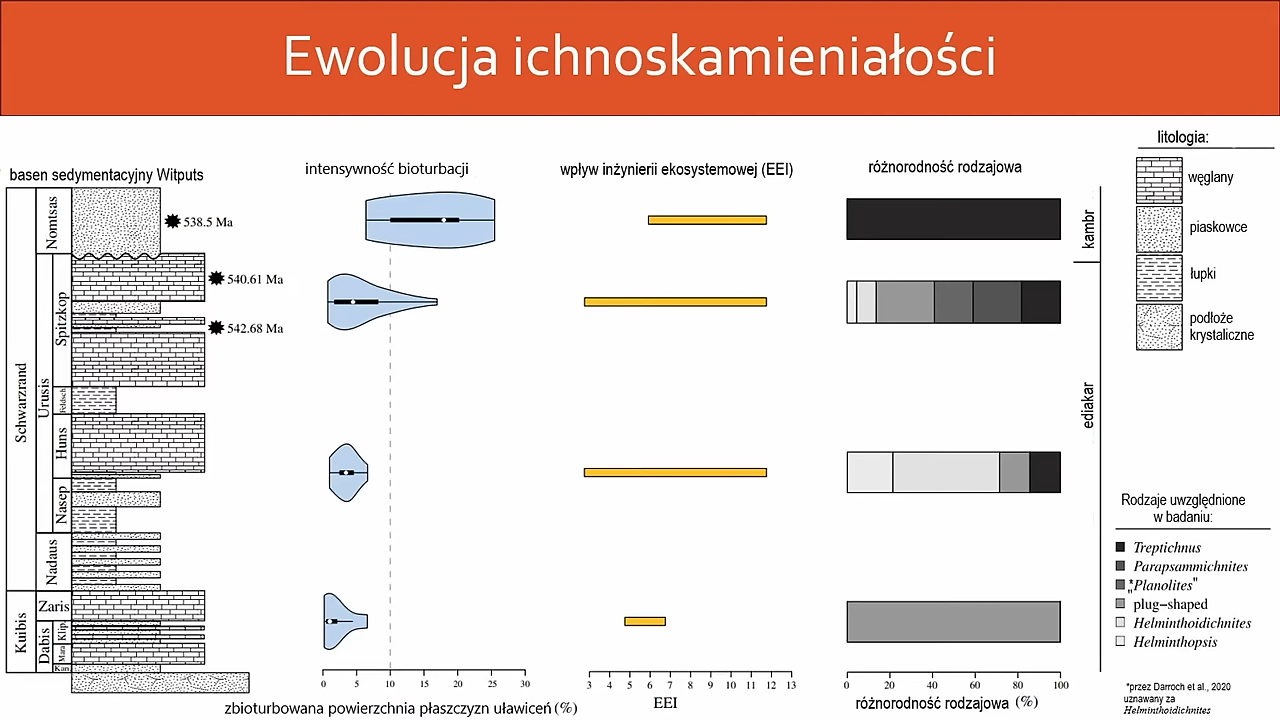 Ewolucja ichnoskamieniałości
basen sedymentacyjny Witputs
intensywność bioturbacji
wpływ inżynierii ekosystemowej (EEI)
różnorodność rodzajowa
litologia:
węglany
piaskowce
łupki
podłoże
krystaliczne
Nomtsas
538.5 Ma
540.61 Ma
542.68 Ma
Schwarzrand
Urusis
Spitzkop
Feldsch
Huns
Nasep
Nadaus
Kuibis
Zaris
Dabis
Klip.
Mara
Kan
kambr
ediakar
Rodzaje uwzględnione
w badaniu:
Treptichnus
Parapsammichnites
„*Planolites"
plug-shaped
Helminthoidichnites
Helminthopsis
0 5 10 15 20 25 30
zbioturbowana powierzchnia płaszczyzn uławiceń (%)
3 4 5 6 7 8 9 10 11 12 13
EEI
0 20 40 60 80 100
różnorodność rodzajowa (%)
*przez Darroch et al., 2020
uznawany za
Helminthoidichnites